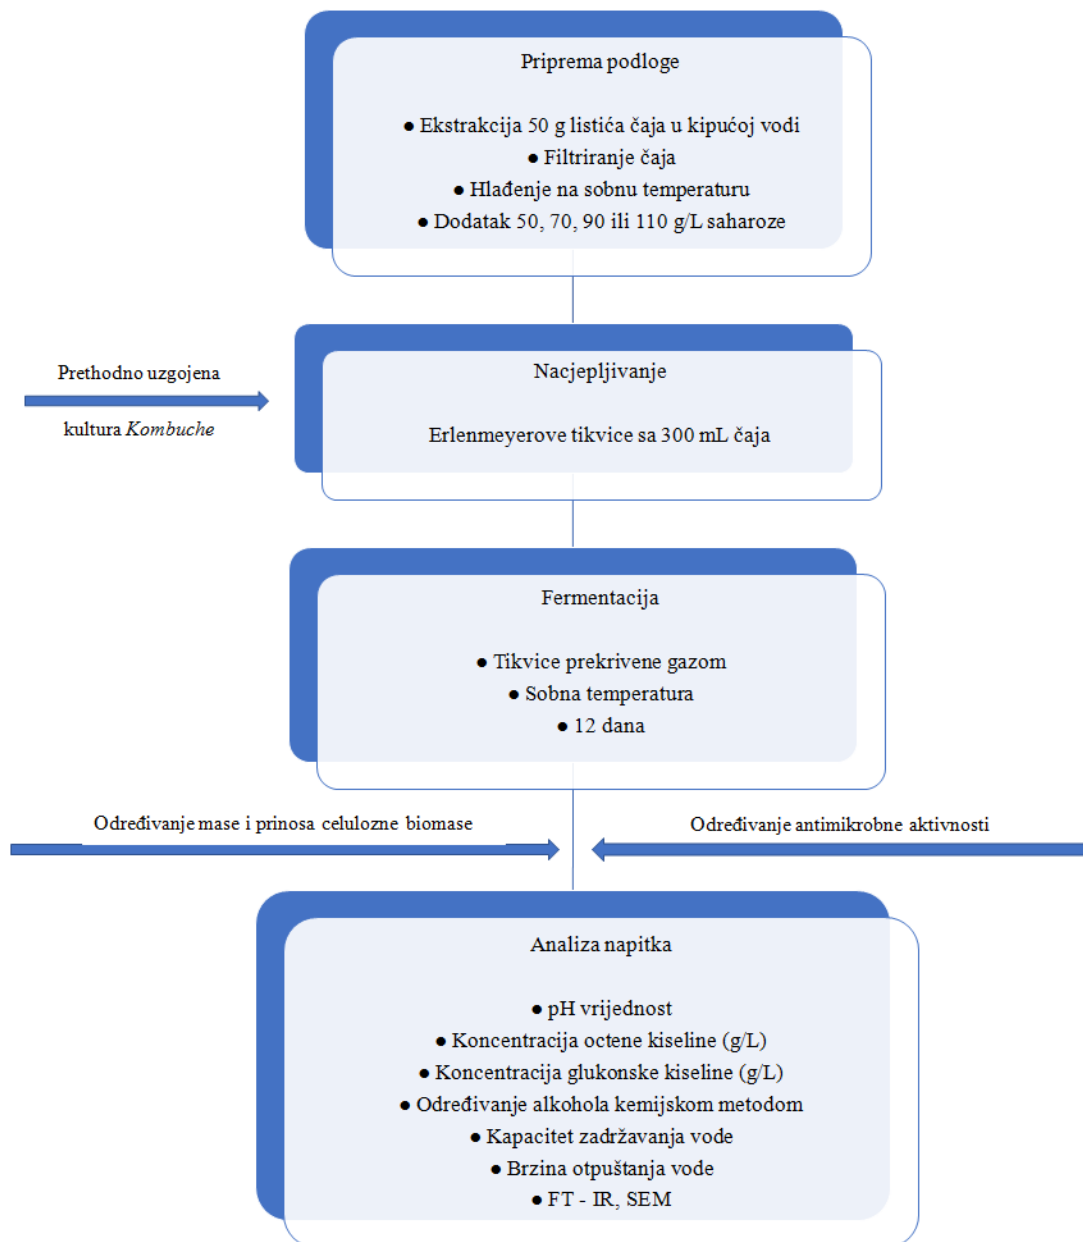 Priprema podloge
● Ekstrakcija 50 g listića čaja u kipućoj vodi
● Filtriranje čaja
● Hlađenje na sobnu temperaturu
● Dodatak 50, 70, 90 ili 110 g/L saharoze
Prethodno uzgojena
kultura Kombuche
Nacjepljivanje
Erlenmeyerove tikvice sa 300 mL čaja
Fermentacija
● Tikvice prekrivene gazom
● Sobna temperatura
● 12 dana
Određivanje mase i prinosa celulozne biomase
Određivanje antimikrobne aktivnosti
Analiza napitka
● pH vrijednost
● Koncentracija octene kiseline (g/L)
● Koncentracija glukonske kiseline (g/L)
● Određivanje alkohola kemijskom metodom
● Kapacitet zadržavanja vode
● Brzina otpuštanja vode
● FT - IR, SEM